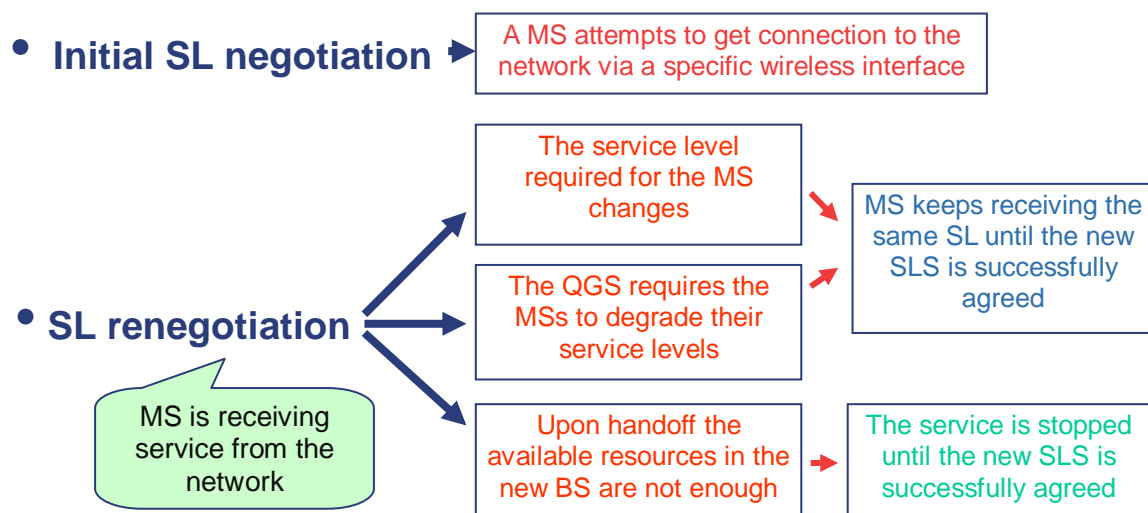 • Initial SL negotiation
A MS attempts to get connection to the
network via a specific wireless interface
The service level
required for the MS
changes
MS keeps receiving the
same SL until the new
SLS is successfully
agreed
The QGS requires the
MSs to degrade their
service levels
• SL renegotiation
MS is receiving
service from the
network
Upon handoff the
available resources in the
new BS are not enough
The service is stopped
until the new SLS is
successfully agreed